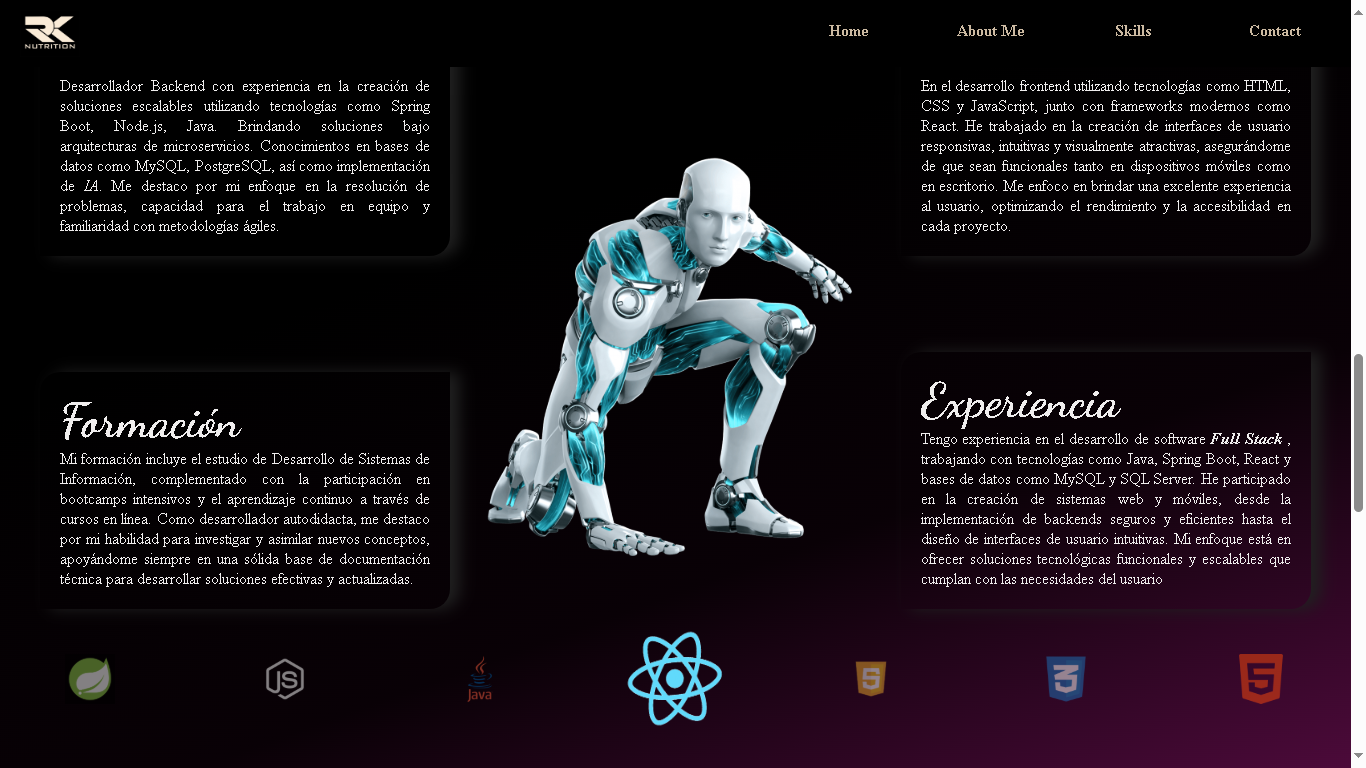 RK
NUTRITION
Home
About Me
Skills
Contact
Desarrollador Backend con experiencia en la creación de
soluciones escalables utilizando tecnologías como Spring
Boot, Node.js, Java. Brindando soluciones bajo
arquitecturas de microservicios. Conocimientos en bases de
datos como MySQL, PostgreSQL, así como implementación
de IA. Me destaco por mi enfoque en la resolución de
problemas, capacidad para el trabajo en equipo y
familiaridad con metodologías ágiles.
En el desarrollo frontend utilizando tecnologías como HTML,
CSS y JavaScript, junto con frameworks modernos como
React. He trabajado en la creación de interfaces de usuario
responsivas, intuitivas y visualmente atractivas, asegurándome
de que sean funcionales tanto en dispositivos móviles como
en escritorio. Me enfoco en brindar una excelente experiencia
al usuario, optimizando el rendimiento y la accesibilidad en
cada proyecto.
Formación
Mi formación incluye el estudio de Desarrollo de Sistemas de
Información, complementado con la participación en
bootcamps intensivos y el aprendizaje continuo a través de
cursos en línea. Como desarrollador autodidacta, me destaco
por mi habilidad para investigar y asimilar nuevos conceptos,
apoyándome siempre en una sólida base de documentación
técnica para desarrollar soluciones efectivas y actualizadas.
Experiencia
Tengo experiencia en el desarrollo de software Full Stack ,
trabajando con tecnologías como Java, Spring Boot, React y
bases de datos como MySQL y SQL Server. He participado
en la creación de sistemas web y móviles, desde la
implementación de backends seguros y eficientes hasta el
diseño de interfaces de usuario intuitivas. Mi enfoque está en
ofrecer soluciones tecnológicas funcionales y escalables que
cumplan con las necesidades del usuario
JS
Java
S
3
5